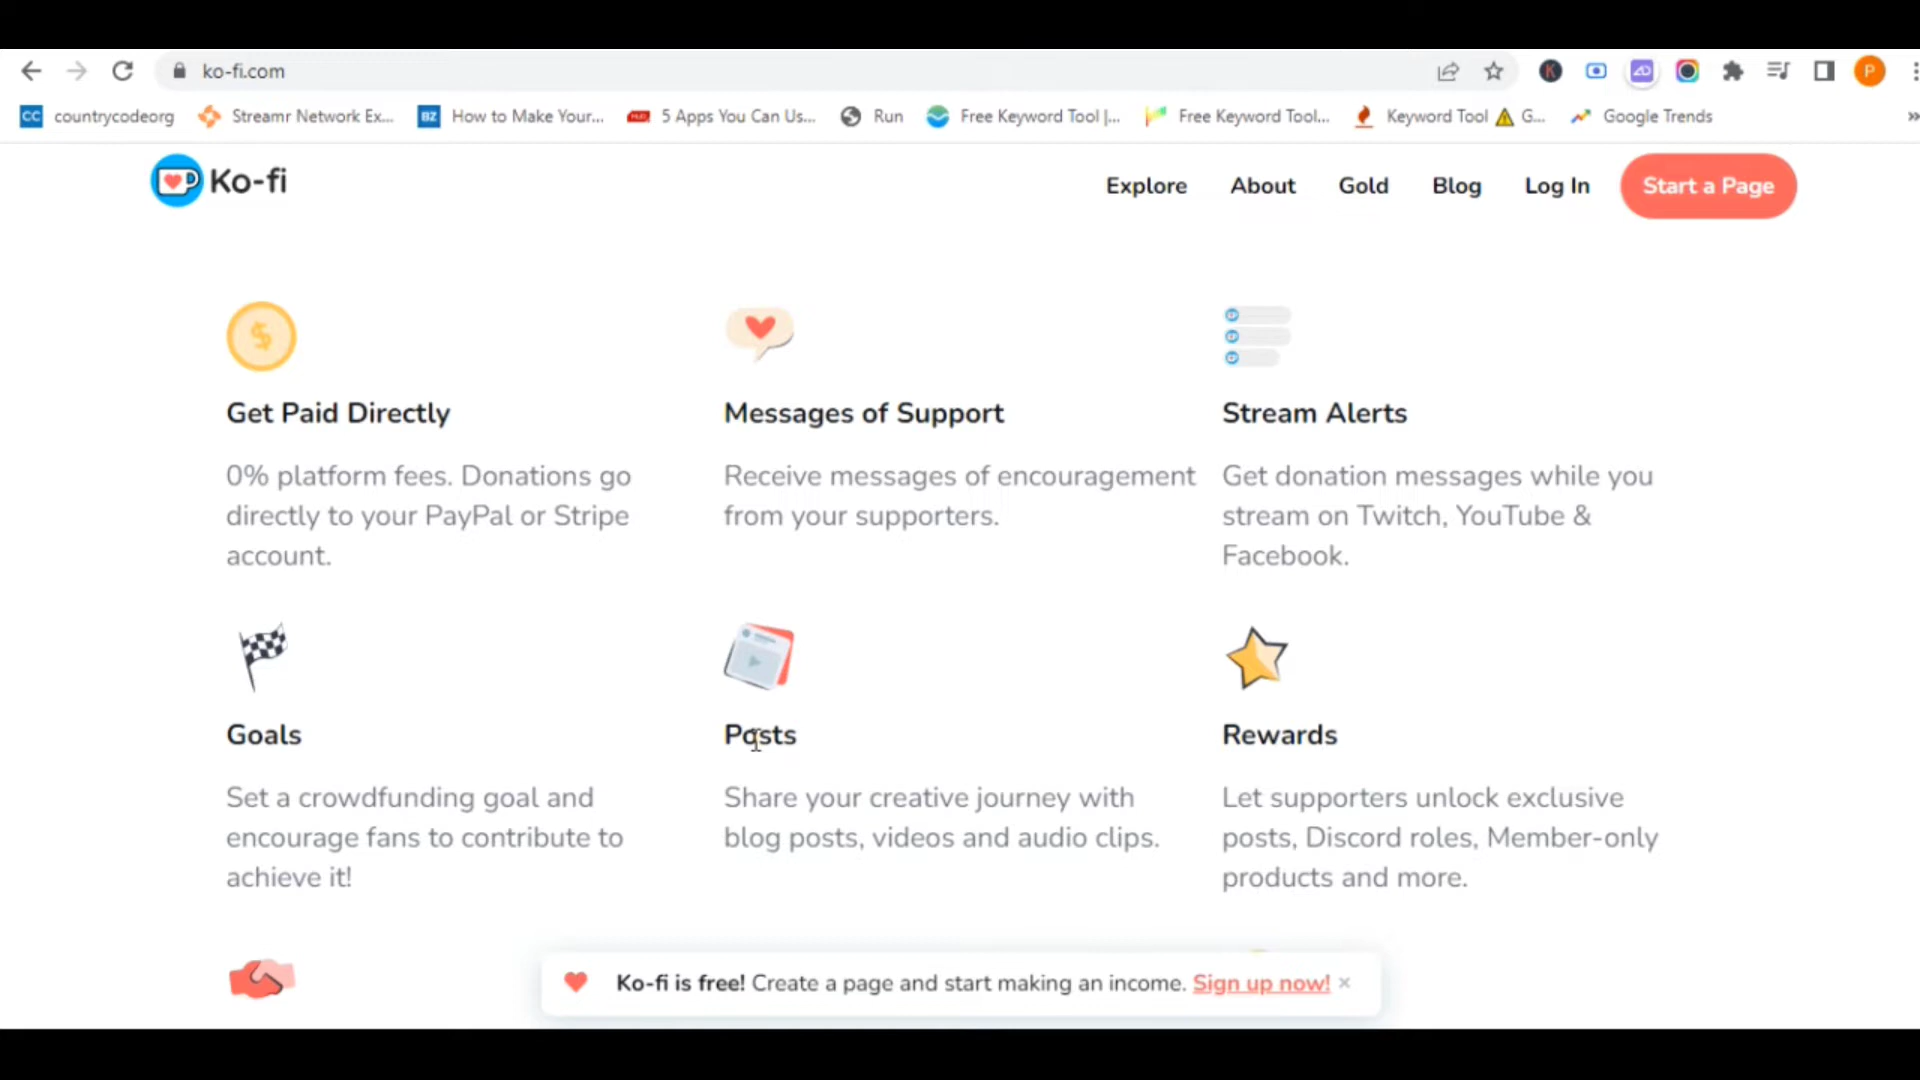 ko-fi.com
K
P
CC countrycodeorg Streamr Network Ex... BZ How to Make Your... 5 Apps You Can Us... Run Free Keyword Tool |... Free Keyword Tool... Keyword Tool G... Google Trends »
Ko-fi Explore About Gold Blog Log In Start a Page
Get Paid Directly
0% platform fees. Donations go
directly to your PayPal or Stripe
account.
Messages of Support
Receive messages of encouragement
from your supporters.
Stream Alerts
Get donation messages while you
stream on Twitch, YouTube &
Facebook.
Goals
Set a crowdfunding goal and
encourage fans to contribute to
achieve it!
Posts
Share your creative journey with
blog posts, videos and audio clips.
Rewards
Let supporters unlock exclusive
posts, Discord roles, Member-only
products and more.
Ko-fi is free! Create a page and start making an income. Sign up now! ×